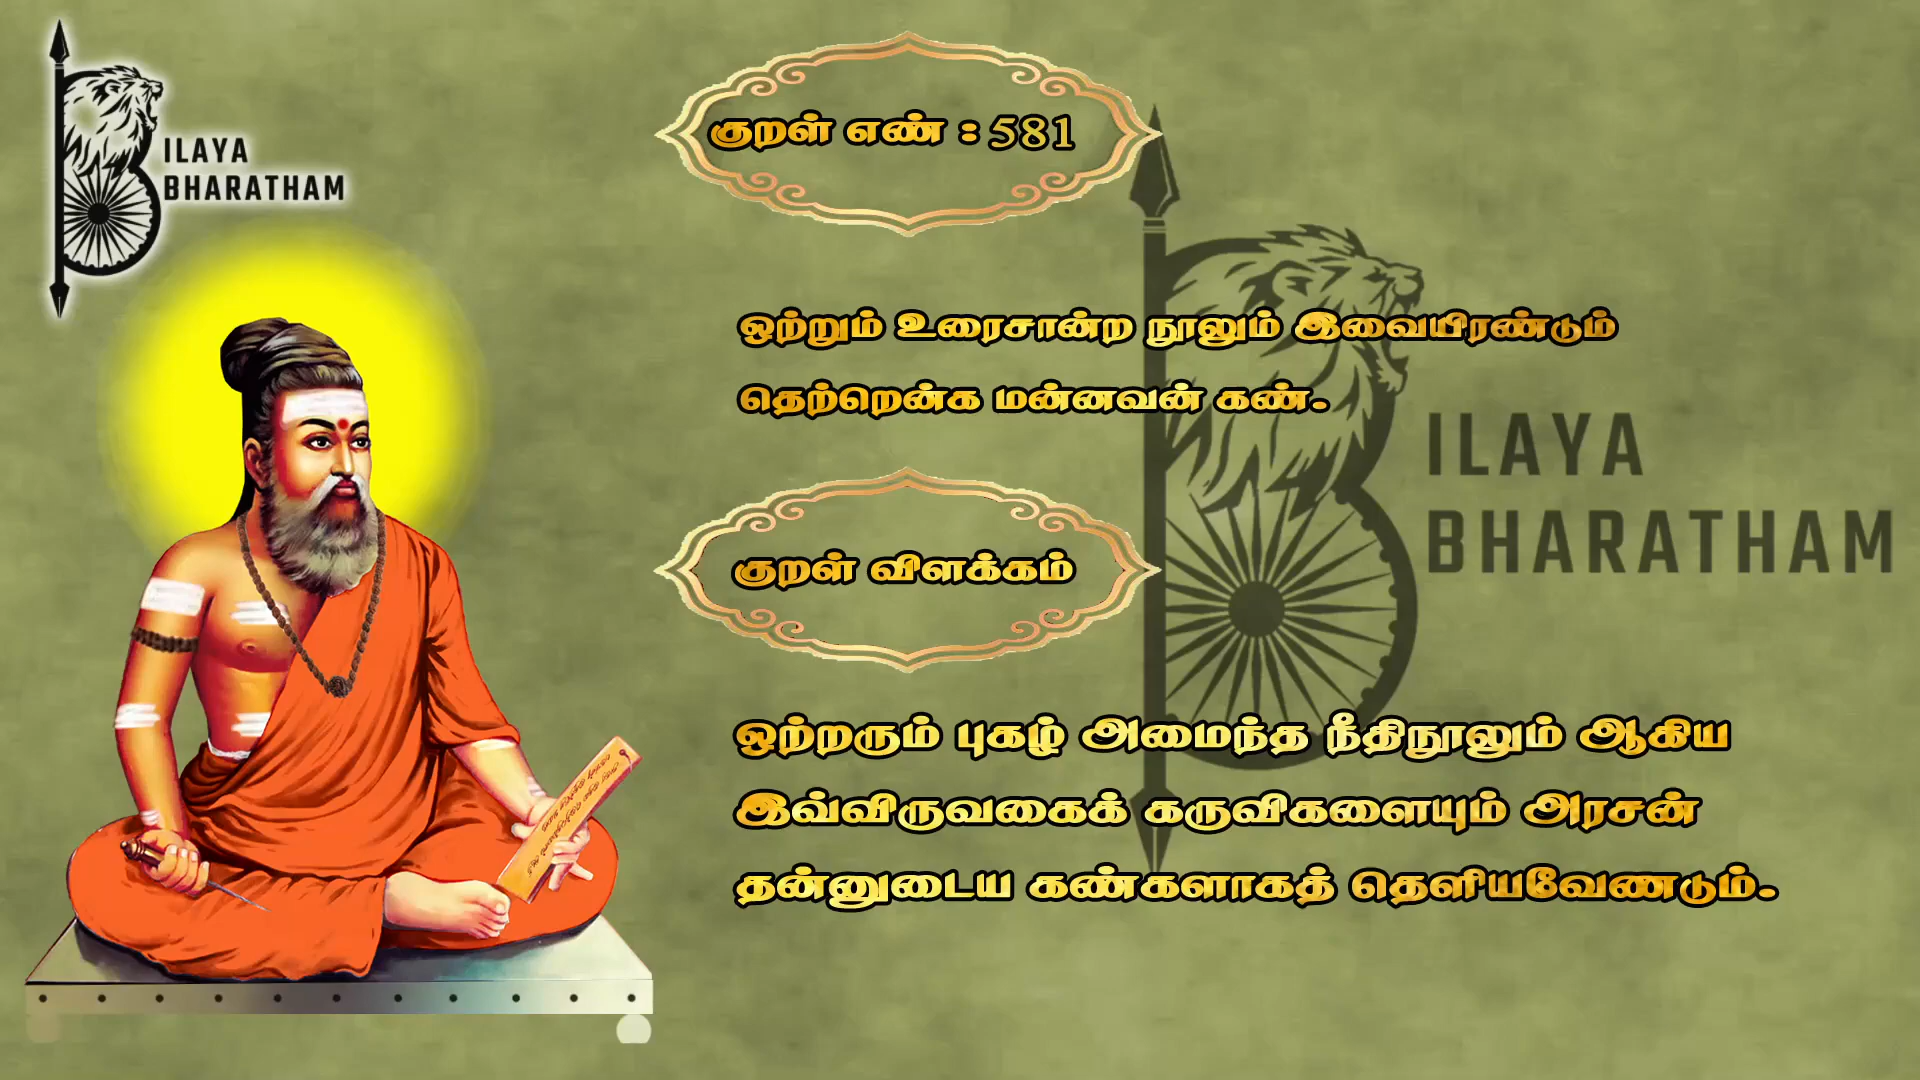 ILAYA
BHARATHAM
குறள் எண் : 581
ஒற்றும் உரைசான்ற நூலும் இவையிரண்டும்
தெற்றென்க மன்னவன் கண்.
ILAYA
BHARATHAM
குறள் விளக்கம்
ஒற்றரும் புகழ் அமைந்த நீதிநூலும் ஆகிய
இவ்விருவகைக் கருவிகளையும் அரசன்
தன்னுடைய கண்களாகத் தெளியவேணடும்.